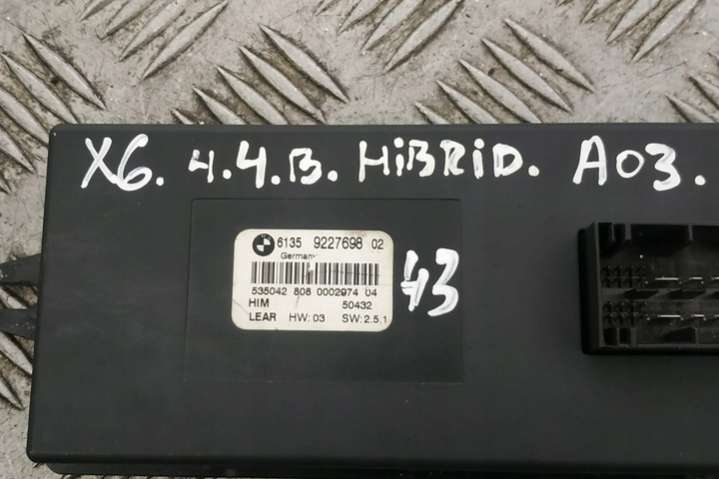 X6. 4.4.B. HiBRiD. A03.
6135 9227698 02
Germany
535042 808 0002974 04
HIM 50432
LEAR HW: 03 SW: 2.5.1
43